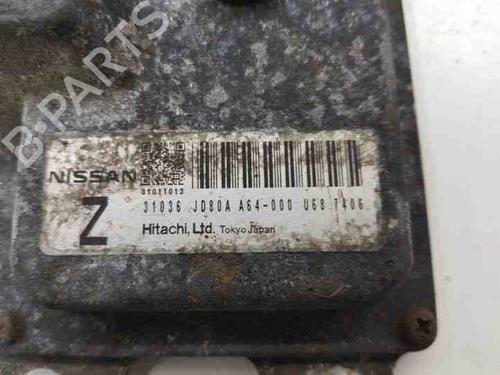 B-PARTS
NISSAN
31011013
31036 JD80A A64-000 U68 7406
Z
Hitachi, Ltd. Tokyo Japan